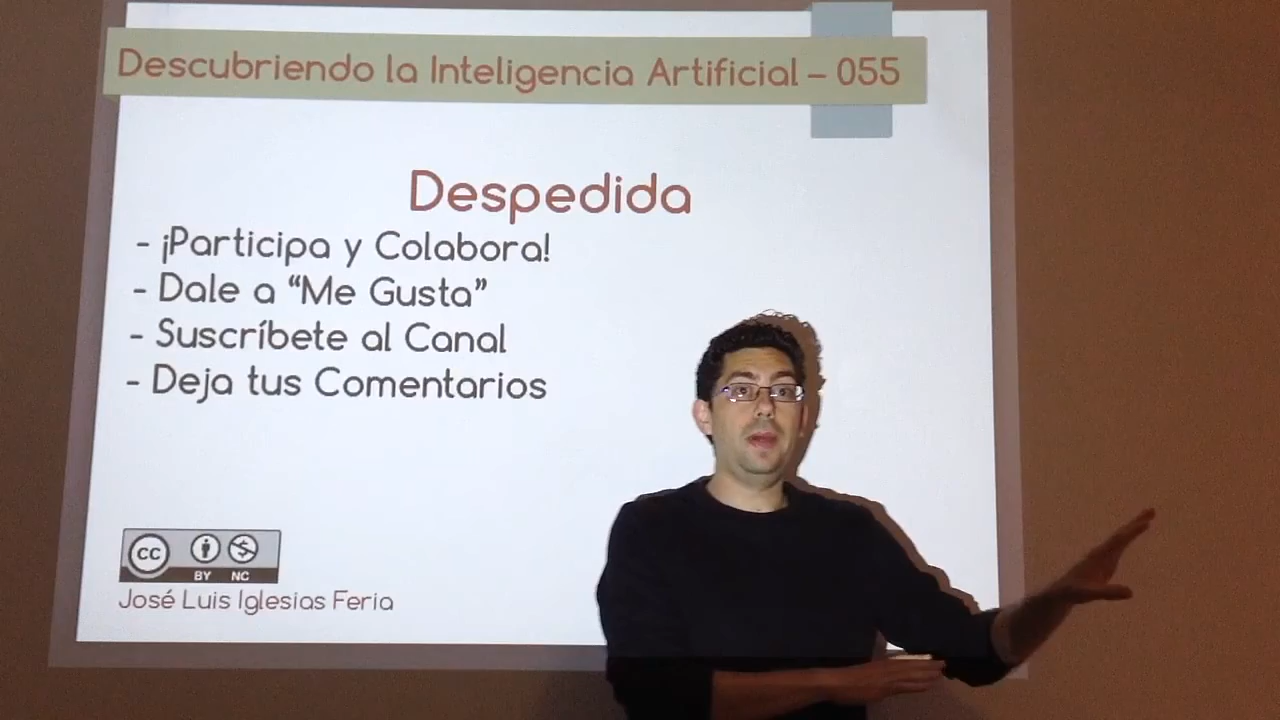 Descubriendo la Inteligencia Artificial – 055
Despedida
- ¡Participa y Colabora!
- Dale a “Me Gusta”
- Suscríbete al Canal
- Deja tus Comentarios
cc BY NC
José Luis Iglesias Feria